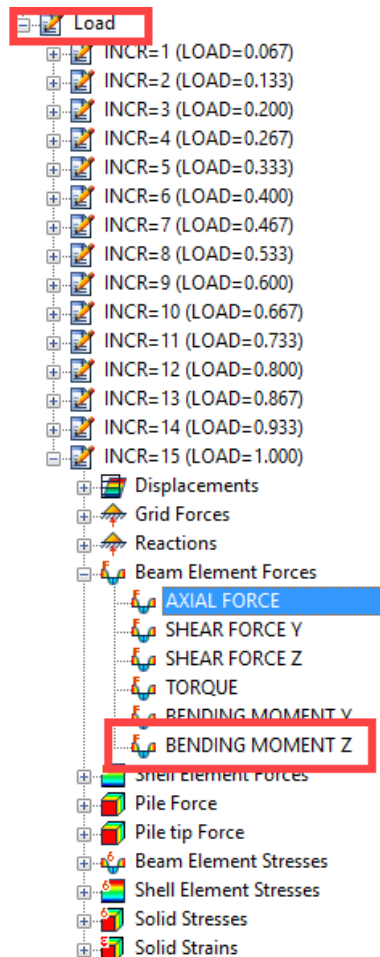 Load
INCR=1 (LOAD=0.067)
INCR=2 (LOAD=0.133)
INCR=3 (LOAD=0.200)
INCR=4 (LOAD=0.267)
INCR=5 (LOAD=0.333)
INCR=6 (LOAD=0.400)
INCR=7 (LOAD=0.467)
INCR=8 (LOAD=0.533)
INCR=9 (LOAD=0.600)
INCR=10 (LOAD=0.667)
INCR=11 (LOAD=0.733)
INCR=12 (LOAD=0.800)
INCR=13 (LOAD=0.867)
INCR=14 (LOAD=0.933)
INCR=15 (LOAD=1.000)
Displacements
Grid Forces
Reactions
Beam Element Forces
AXIAL FORCE
SHEAR FORCE Y
SHEAR FORCE Z
TORQUE
BENDING MOMENT Y
BENDING MOMENT Z
Shell Element Forces
Pile Force
Pile tip Force
Beam Element Stresses
Shell Element Stresses
Solid Stresses
Solid Strains